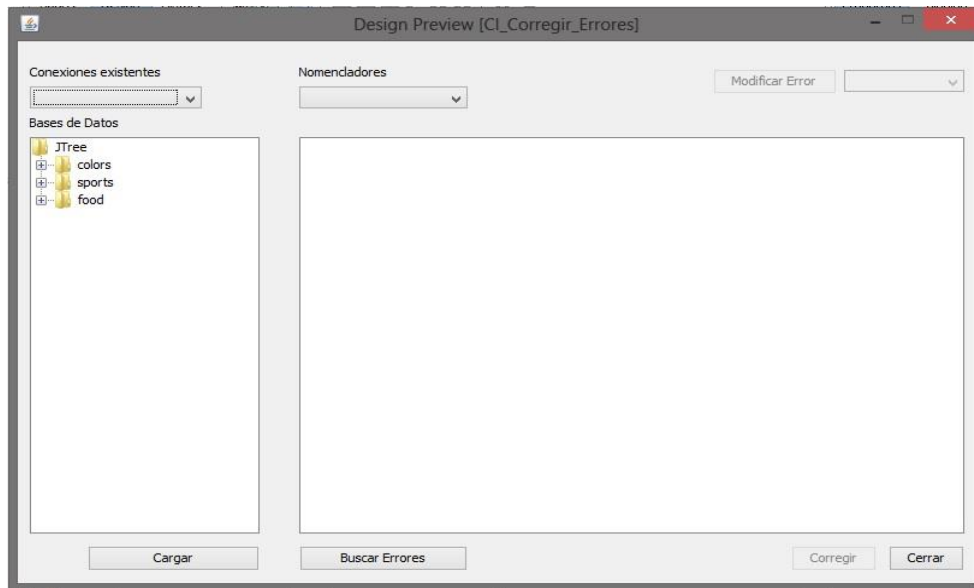 Design Preview [CI_Corregir_Errores]
Conexiones existentes
Nomencladores
Modificar Error
Bases de Datos
JTree
colors
sports
food
Cargar
Buscar Errores
Corregir
Cerrar